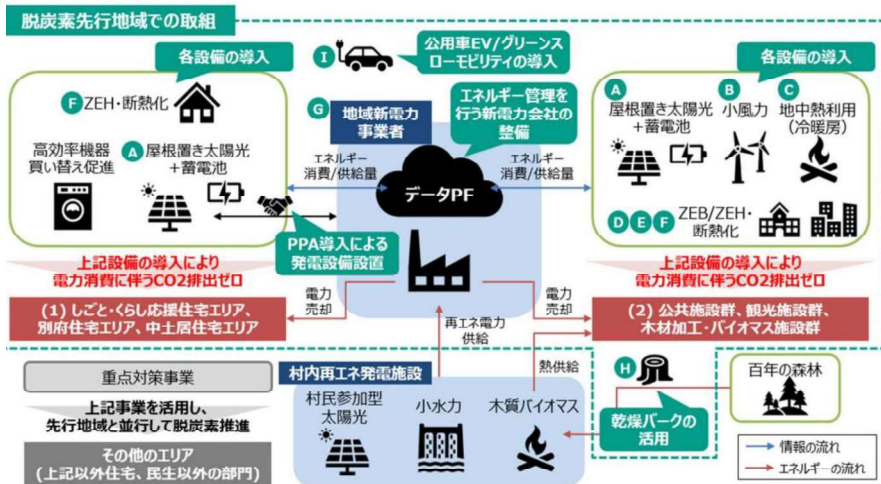 脱炭素先行地域での取組
各設備の導入
F ZEH・断熱化
高効率機器
買い替え促進
A 屋根置き太陽光
+蓄電池
上記設備の導入により
電力消費に伴うCO2排出ゼロ
(1) しごと・くらし応援住宅エリア、
別府住宅エリア、中土居住宅エリア
I
公用車EV/グリーンス
ローモビリティの導入
G
地域新電力
事業者
エネルギー管理を
行う新電力会社の
整備
エネルギー
消費/供給量
データPF
エネルギー
消費/供給量
PPA導入による
発電設備設置
電力
売却
再エネ電力
供給
電力
売却
各設備の導入
A
屋根置き太陽光
+蓄電池
B
小風力
C
地中熱利用
(冷暖房)
D E F ZEB/ZEH・
断熱化
上記設備の導入により
電力消費に伴うCO2排出ゼロ
(2) 公共施設群、観光施設群、
木材加工・バイオマス施設群
重点対策事業
上記事業を活用し、
先行地域と並行して脱炭素推進
その他のエリア
(上記以外住宅、民生以外の部門)
村内再エネ発電施設
村民参加型
太陽光
小水力
木質バイオマス
熱供給
H
乾燥バークの
活用
百年の森林
情報の流れ
エネルギーの流れ